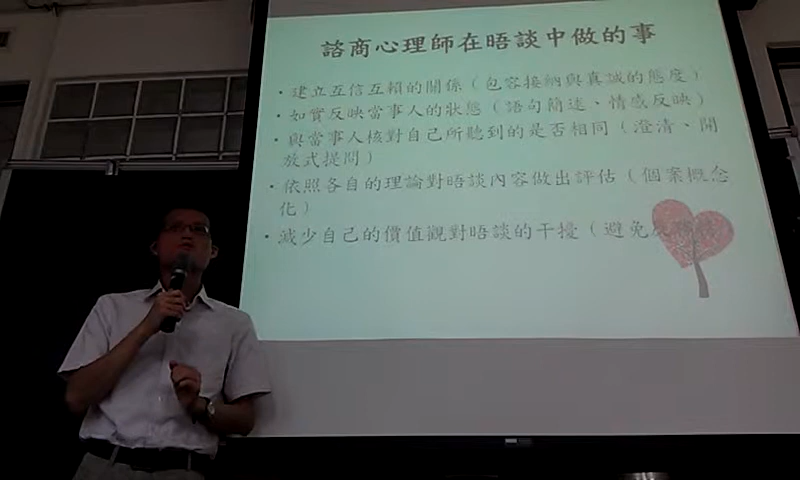 諮商心理師在晤談中做的事
• 建立互信互賴的關係（包容接納與真誠的態度）
• 如實反映當事人的狀態（語句簡述、情感反映）
• 與當事人核對自己所聽到的是否相同（澄清、開
放式提問）
• 依照各自的理論對晤談內容做出評估（個案概念
化）
• 減少自己的價值觀對晤談的干擾（避免反